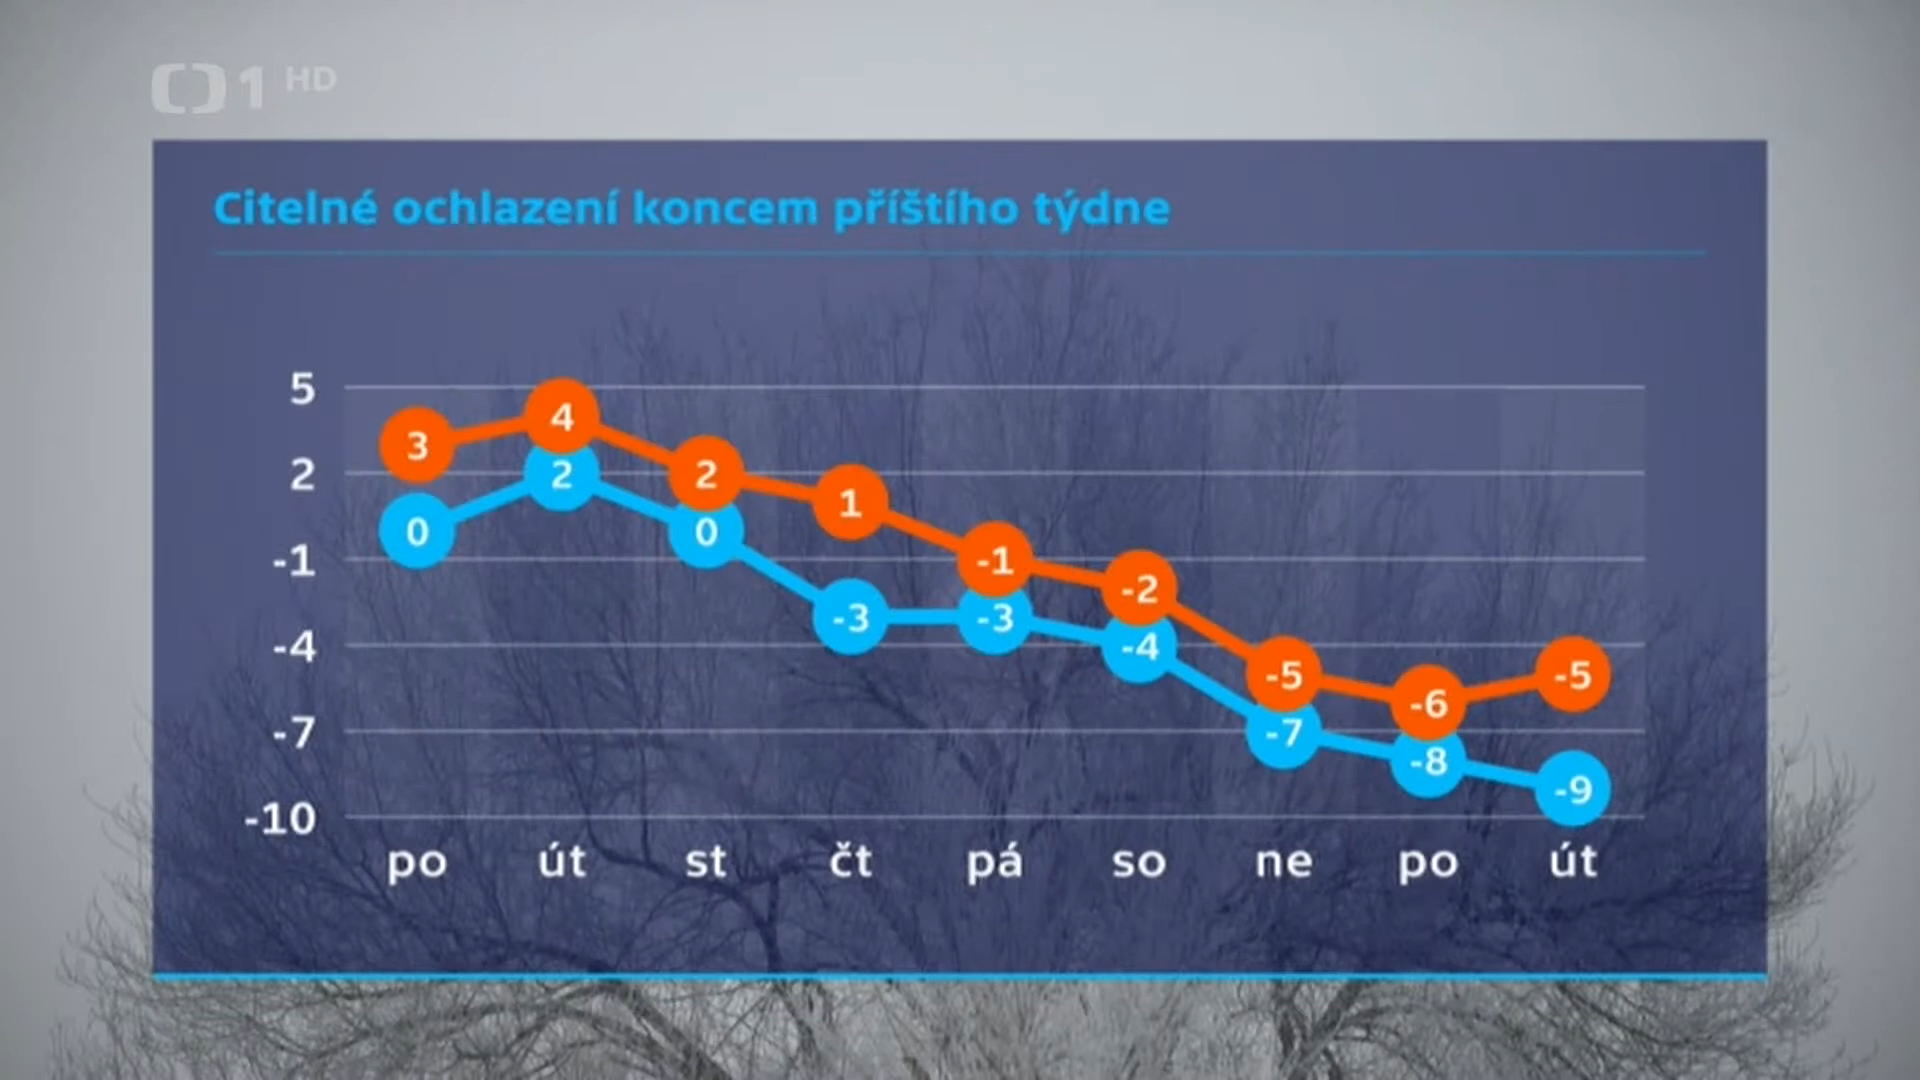 1 HD
Citelné ochlazení koncem příštího týdne
5
2
-1
-4
-7
-10
3 4 2 1 -1 -2 -5 -6 -5
0 2 0 -3 -3 -4 -7 -8 -9
po út st čt pá so ne po út